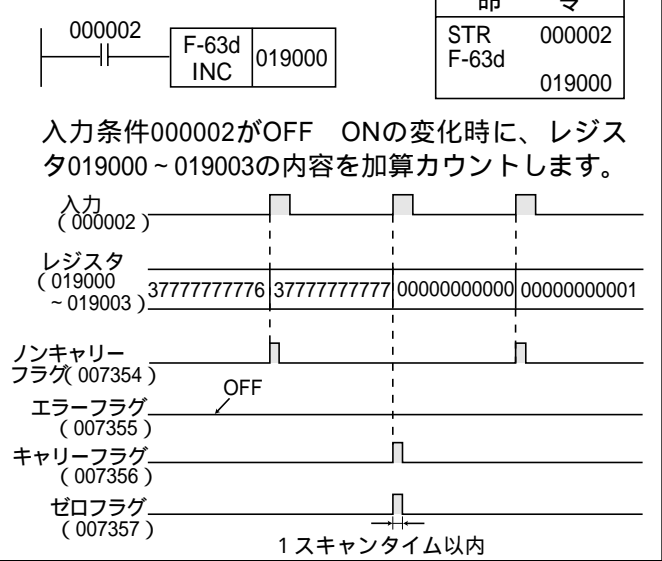 命 令
000002
F-63d
INC
019000
STR 000002
F-63d
019000
入力条件000002がOFF ONの変化時に、レジス
タ019000~019003の内容を加算カウントします。
入力
(000002)
レジスタ
(019000
~019003)
37777777776 37777777777 00000000000 00000000001
ノンキャリー
フラグ(007354)
OFF
エラーフラグ
(007355)
キャリーフラグ
(007356)
ゼロフラグ
(007357)
1スキャンタイム以内